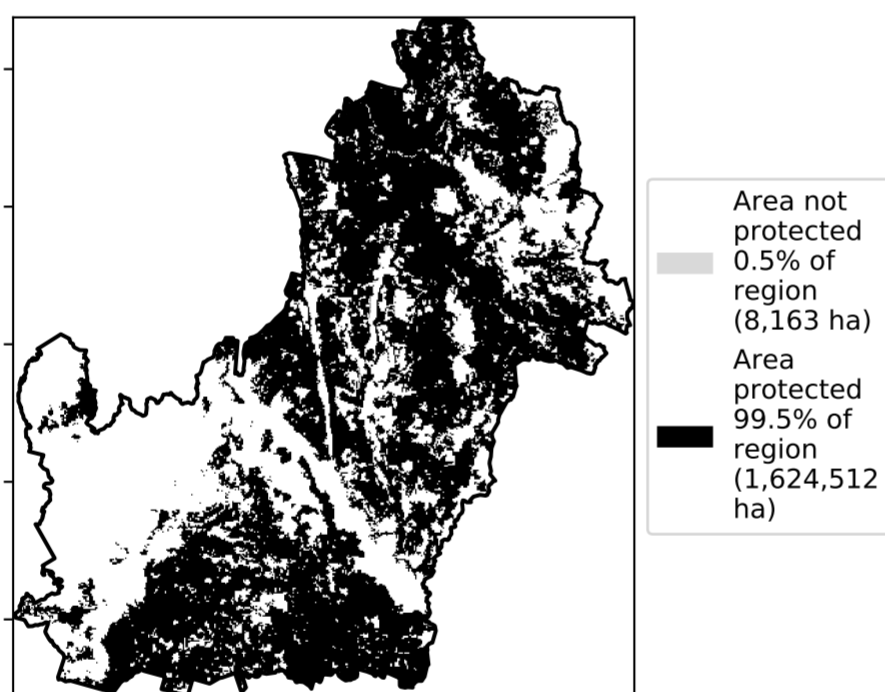 Area not
protected
0.5% of
region
(8,163 ha)
Area
protected
99.5% of
region
(1,624,512
ha)